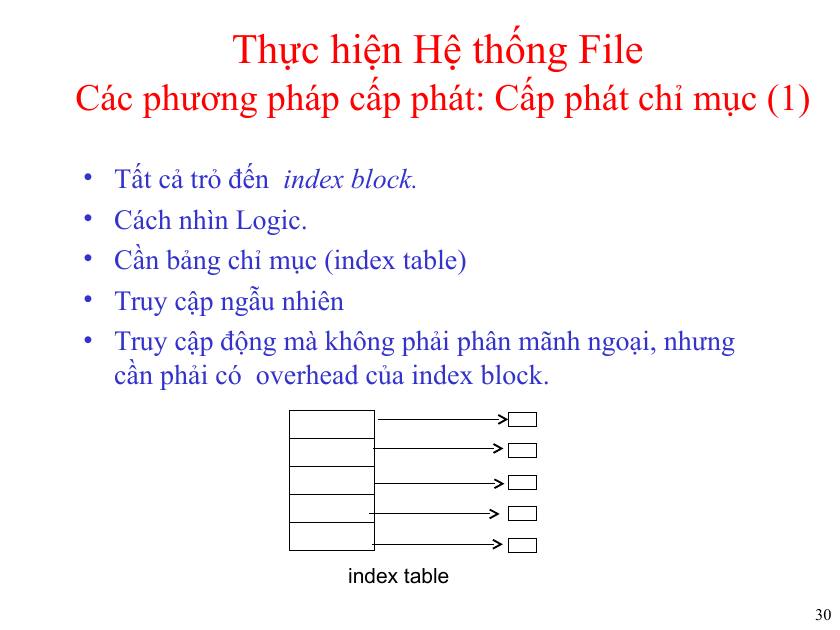 Thực hiện Hệ thống File
Các phương pháp cấp phát: Cấp phát chỉ mục (1)
• Tất cả trỏ đến index block.
• Cách nhìn Logic.
• Cần bảng chỉ mục (index table)
• Truy cập ngẫu nhiên
• Truy cập động mà không phải phân mãnh ngoại, nhưng
cần phải có overhead của index block.
index table
30